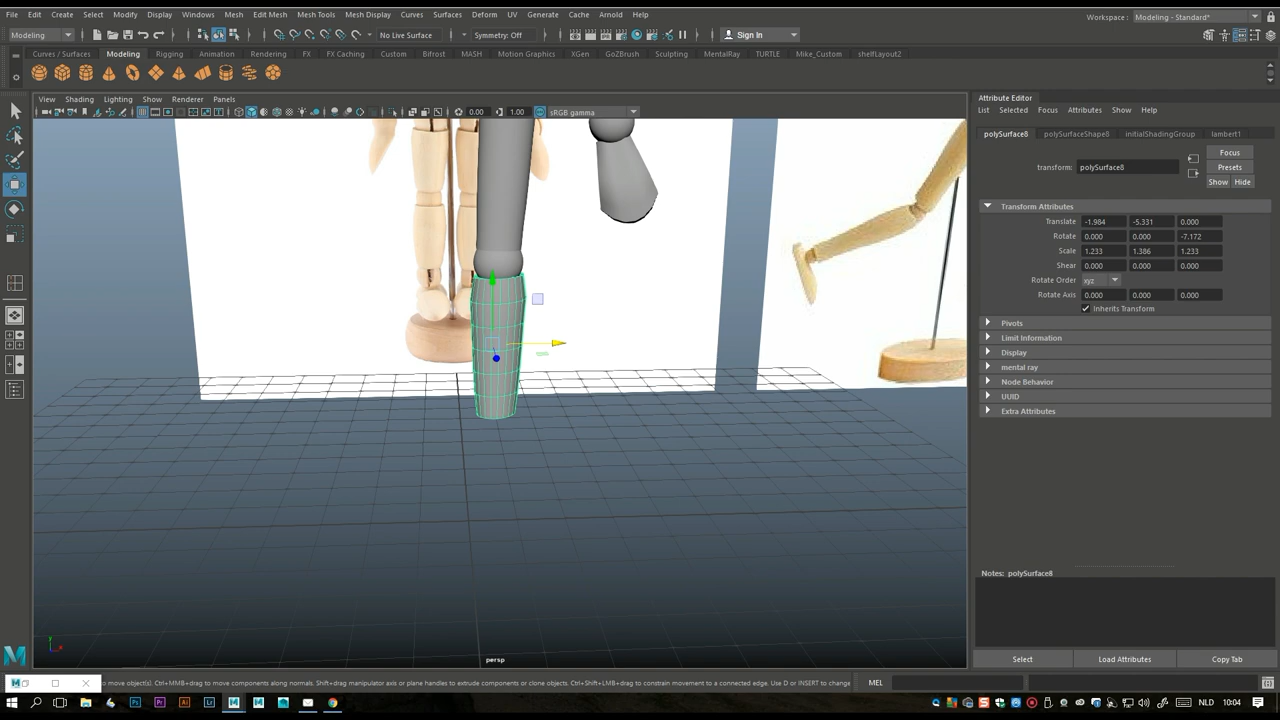 File Edit Create Select Modify Display Windows Mesh Edit Mesh Mesh Tools Mesh Display Curves Surfaces Deform UV Generate Cache Arnold Help
Workspace : Modeling - Standard*
Modeling No Live Surface Symmetry: Off Sign In
Curves / Surfaces Modeling Rigging Animation Rendering FX FX Caching Custom Bifrost MASH Motion Graphics XGen GoZBrush Sculpting MentalRay TURTLE Mike_Custom shelfLayout2
View Shading Lighting Show Renderer Panels
0.00 1.00 sRGB gamma
persp
Attribute Editor
List Selected Focus Attributes Show Help
polySurface8 polySurfaceShape8 initialShadingGroup lambert1
Focus
transform: polySurface8
Presets
Show Hide
Transform Attributes
Translate -1.984 -5.331 0.000
Rotate 0.000 0.000 -7.172
Scale 1.233 1.386 1.233
Shear 0.000 0.000 0.000
Rotate Order xyz
Rotate Axis 0.000 0.000 0.000
Inherits Transform
Pivots
Limit Information
Display
mental ray
Node Behavior
UUID
Extra Attributes
Notes: polySurface8
Select Load Attributes Copy Tab
to move object(s). Ctrl+MMB+drag to move components along normals. Shift+drag manipulator axis or plane handles to extrude components or clone objects. Ctrl+Shift+LMB+drag to constrain movement to a connected edge. Use D or INSERT to change
MEL
NLD 10:04